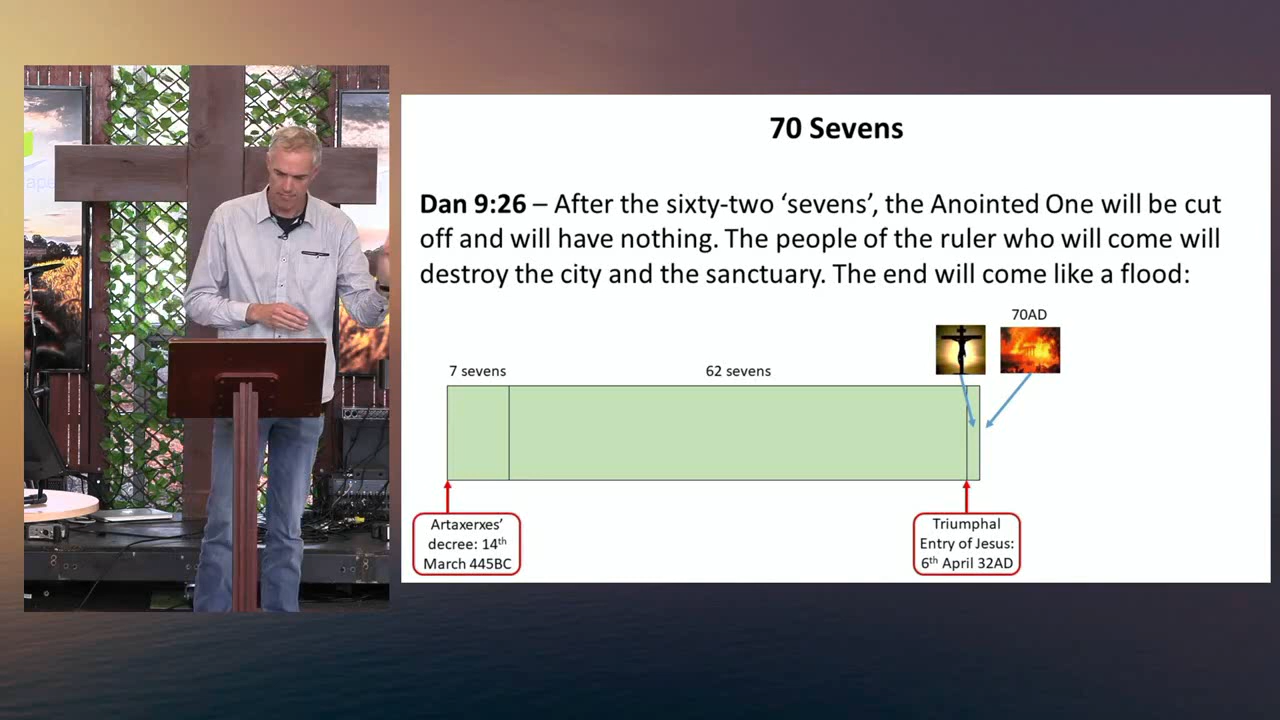 70 Sevens
Dan 9:26 – After the sixty-two ‘sevens’, the Anointed One will be cut
off and will have nothing. The people of the ruler who will come will
destroy the city and the sanctuary. The end will come like a flood:
70AD
7 sevens
62 sevens
Artaxerxes’
decree: 14th
March 445BC
Triumphal
Entry of Jesus:
6th April 32AD